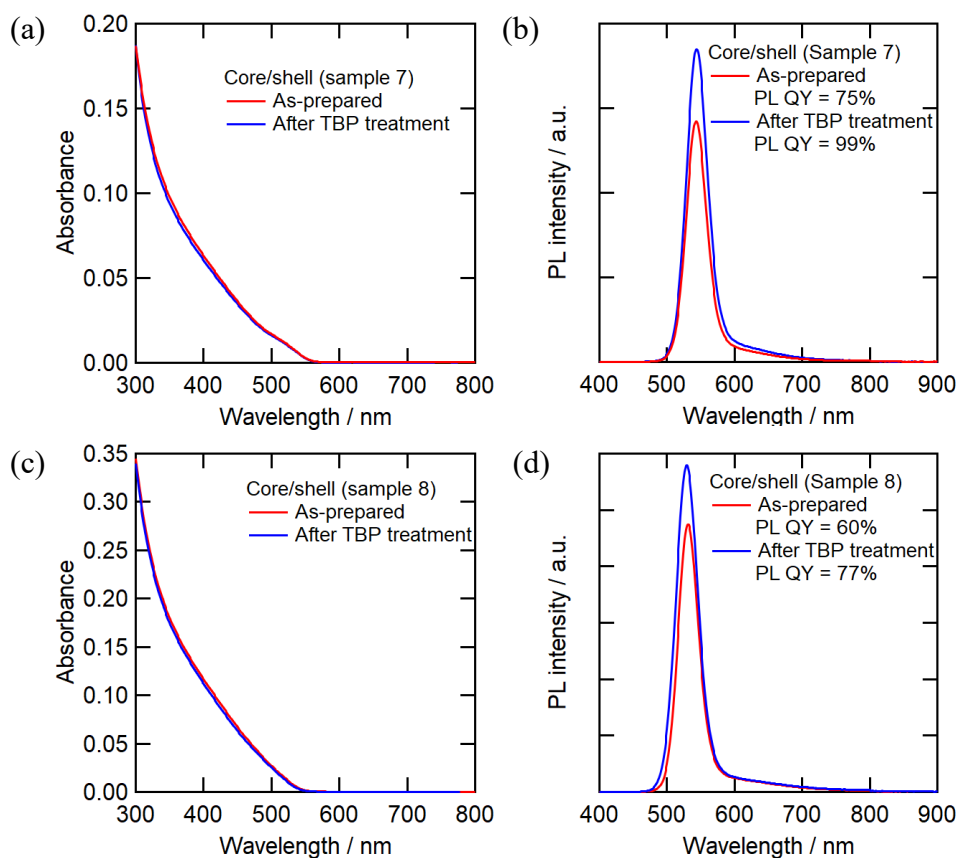 (a)
0.20
0.15
0.10
0.05
0.00
Absorbance
Core/shell (sample 7)
As-prepared
After TBP treatment
300 400 500 600 700 800
Wavelength / nm
(b)
PL intensity / a.u.
Core/shell (Sample 7)
As-prepared
PL QY = 75%
After TBP treatment
PL QY = 99%
400 500 600 700 800 900
Wavelength / nm
(c)
0.35
0.30
0.25
0.20
0.15
0.10
0.05
0.00
Absorbance
Core/shell (sample 8)
As-prepared
After TBP treatment
300 400 500 600 700 800
Wavelength / nm
(d)
PL intensity / a.u.
Core/shell (Sample 8)
As-prepared
PL QY = 60%
After TBP treatment
PL QY = 77%
400 500 600 700 800 900
Wavelength / nm